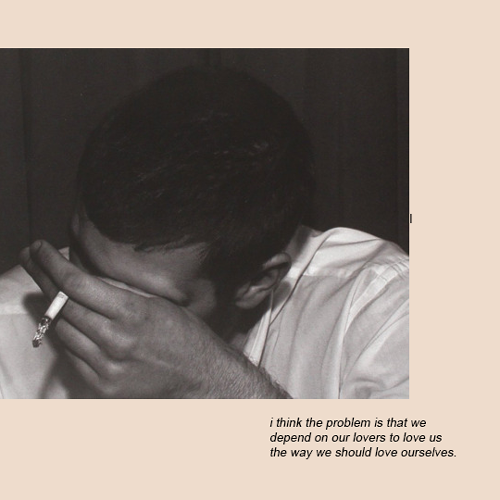 i think the problem is that we
depend on our lovers to love us
the way we should love ourselves.